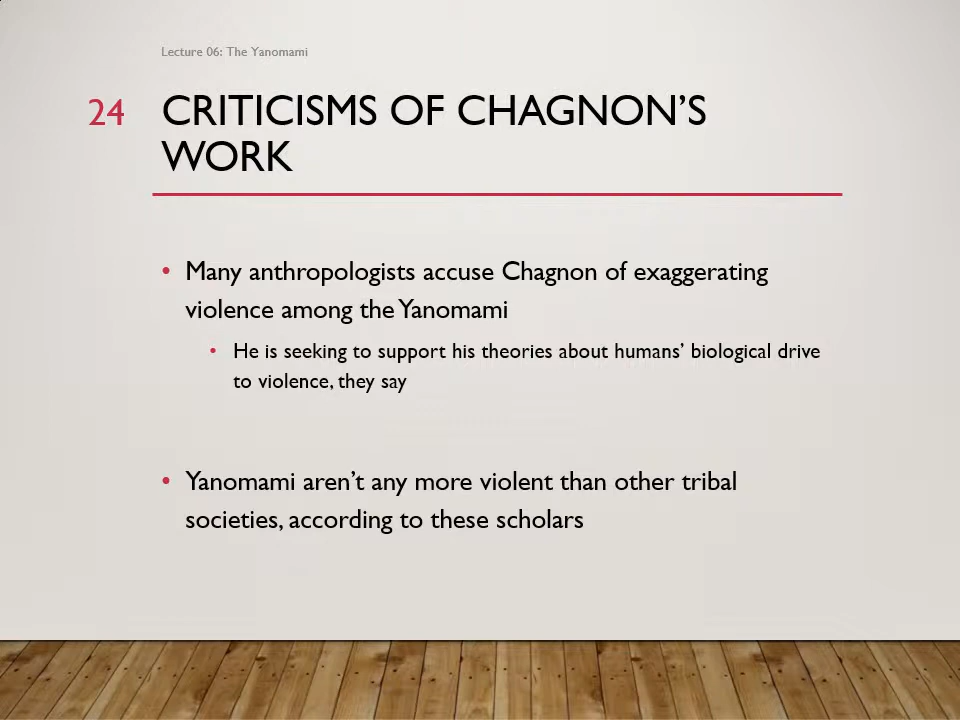 Lecture 06: The Yanomami
24
CRITICISMS OF CHAGNON’S
WORK
• Many anthropologists accuse Chagnon of exaggerating
violence among the Yanomami
• He is seeking to support his theories about humans’ biological drive
to violence, they say
• Yanomami aren’t any more violent than other tribal
societies, according to these scholars